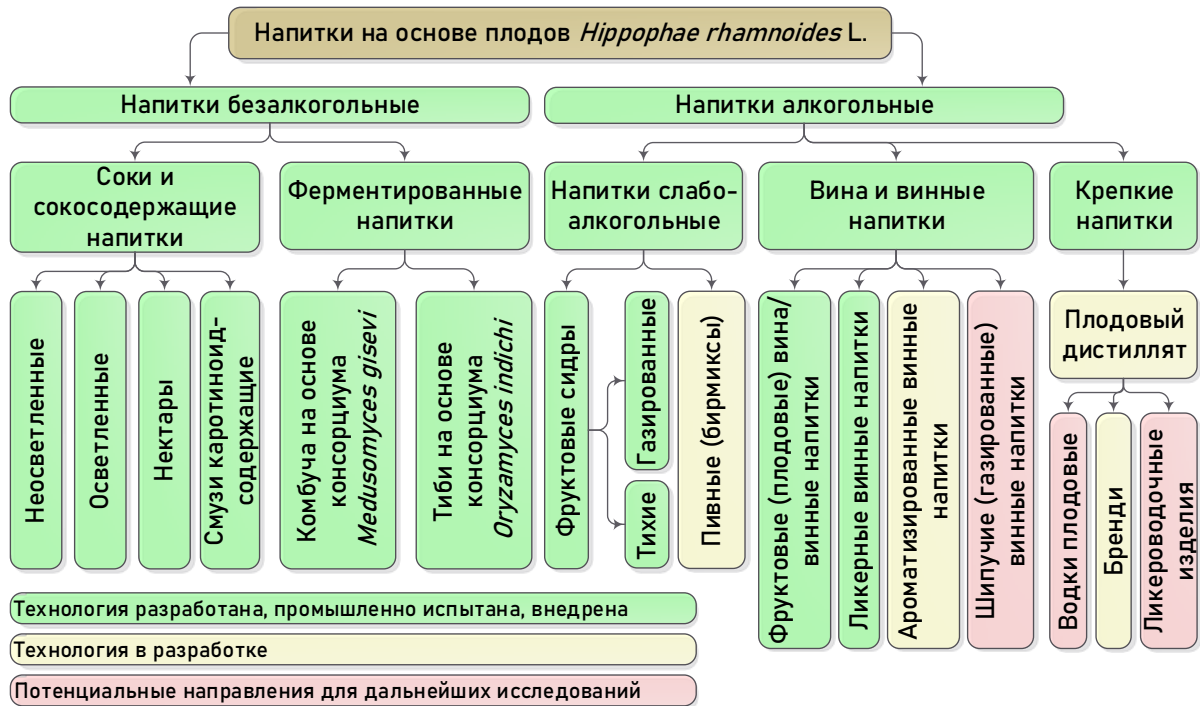 Напитки на основе плодов Hippophae rhamnoides L.
Напитки безалкогольные
Напитки алкогольные
Соки и
сокосодержащие
напитки
Ферментированные
напитки
Напитки слабо-
алкогольные
Вина и винные
напитки
Крепкие
напитки
Неосветленные
Осветленные
Нектары
Смузи каротиноид-
содержащие
Комбуча на основе
консорциума
Medusomyces gisevi
Тиби на основе
консорциума
Oryzamyces indichi
Фруктовые сидры
Газированные
Тихие
Пивные (бирмиксы)
Фруктовые (плодовые) вина/
винные напитки
Ликерные винные напитки
Ароматизированные винные
напитки
Шипучие (газированные)
винные напитки
Плодовый
дистиллят
Водки плодовые
Бренди
Ликероводочные
изделия
Технология разработана, промышленно испытана, внедрена
Технология в разработке
Потенциальные направления для дальнейших исследований